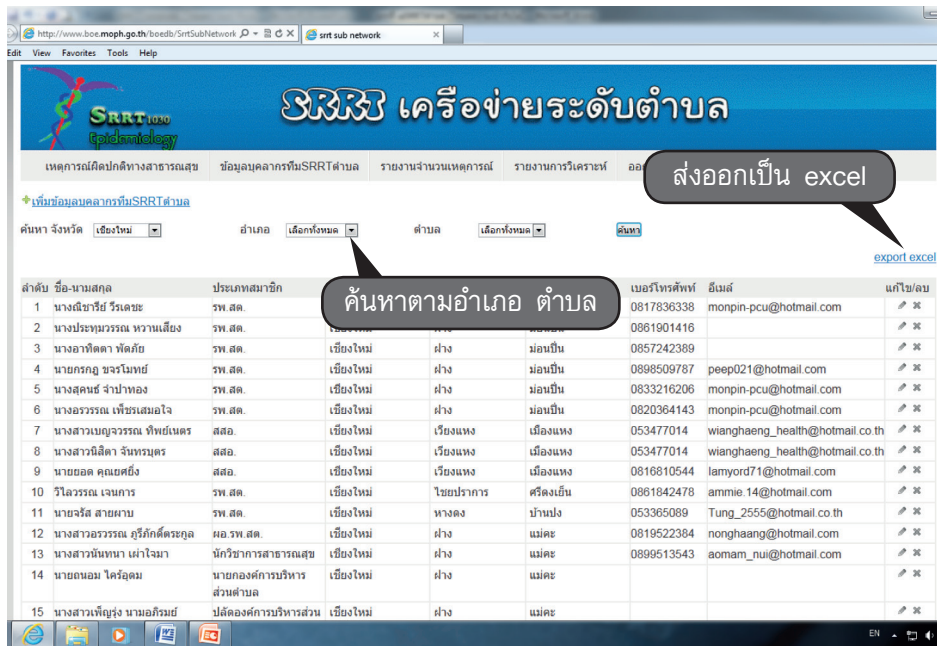 http://www.boe.moph.go.th/boedb/SrrtSubNetwork
srrt sub network
Edit View Favorites Tools Help
SRRT 1030
Epidemiology
SRRT เครือข่ายระดับตำบล
เหตุการณ์ผิดปกติทางสาธารณสุข ข้อมูลบุคลากรทีมSRRTตำบล รายงานจำนวนเหตุการณ์ รายงานการวิเคราะห์
ส่งออกเป็น excel
เพิ่มข้อมูลบุคลากรทีมSRRTตำบล
ค้นหา จังหวัด เชียงใหม่ อำเภอ เลือกทั้งหมด ตำบล เลือกทั้งหมด ค้นหา
export excel
ค้นหาตามอำเภอ ตำบล
ลำดับ ชื่อ-นามสกุล ประเภทสมาชิก เบอร์โทรศัพท์ อีเมล์ แก้ไข/ลบ
1 นางณิชารีย์ วีรเดชะ รพ.สต. 0817836338 monpin-pcu@hotmail.com
2 นางประทุมวรรณ หวานเสียง รพ.สต. 0861901416
3 นางอาทิตตา พัดภัย รพ.สต. เชียงใหม่ ฝาง ม่อนปิ่น 0857242389
4 นายกรกฎ ขจรโมทย์ รพ.สต. เชียงใหม่ ฝาง ม่อนปิ่น 0898509787 peep021@hotmail.com
5 นางสุคนธ์ จำปาทอง รพ.สต. เชียงใหม่ ฝาง ม่อนปิ่น 0833216206 monpin-pcu@hotmail.com
6 นางอรวรรณ เพ็ชรเสมอใจ รพ.สต. เชียงใหม่ ฝาง ม่อนปิ่น 0820364143 monpin-pcu@hotmail.com
7 นางสาวเบญจวรรณ ทิพย์เนตร สสอ. เชียงใหม่ เวียงแหง เมืองแหง 053477014 wianghaeng_health@hotmail.co.th
8 นางสาวนิสิตา จันทรบุตร สสอ. เชียงใหม่ เวียงแหง เมืองแหง 053477014 wianghaeng_health@hotmail.co.th
9 นายยอด คุณยศยิ่ง สสอ. เชียงใหม่ เวียงแหง เมืองแหง 0816810544 lamyord71@hotmail.com
10 วิไลวรรณ เจนการ รพ.สต. เชียงใหม่ ไชยปราการ ศรีดงเย็น 0861842478 ammie.14@hotmail.com
11 นายจรัส สายผาบ รพ.สต. เชียงใหม่ หางดง บ้านปง 053365089 Tung_2555@hotmail.co.th
12 นางสาวอรวรรณ ภูรีภักดิ์ตระกูล ผอ.รพ.สต. เชียงใหม่ ฝาง แม่คะ 0819522384 nonghaang@hotmail.com
13 นางสาวนันทนา เผ่าใจมา นักวิชาการสาธารณสุข เชียงใหม่ ฝาง แม่คะ 0899513543 aomam_nui@hotmail.com
14 นายถนอม ไคร้อุดม นายกองค์การบริหาร เชียงใหม่ ฝาง แม่คะ
ส่วนตำบล
15 นางสาวเพ็ญรุ่ง นามอภิรมย์ ปลัดองค์การบริหารส่วน เชียงใหม่ ฝาง แม่คะ
EN